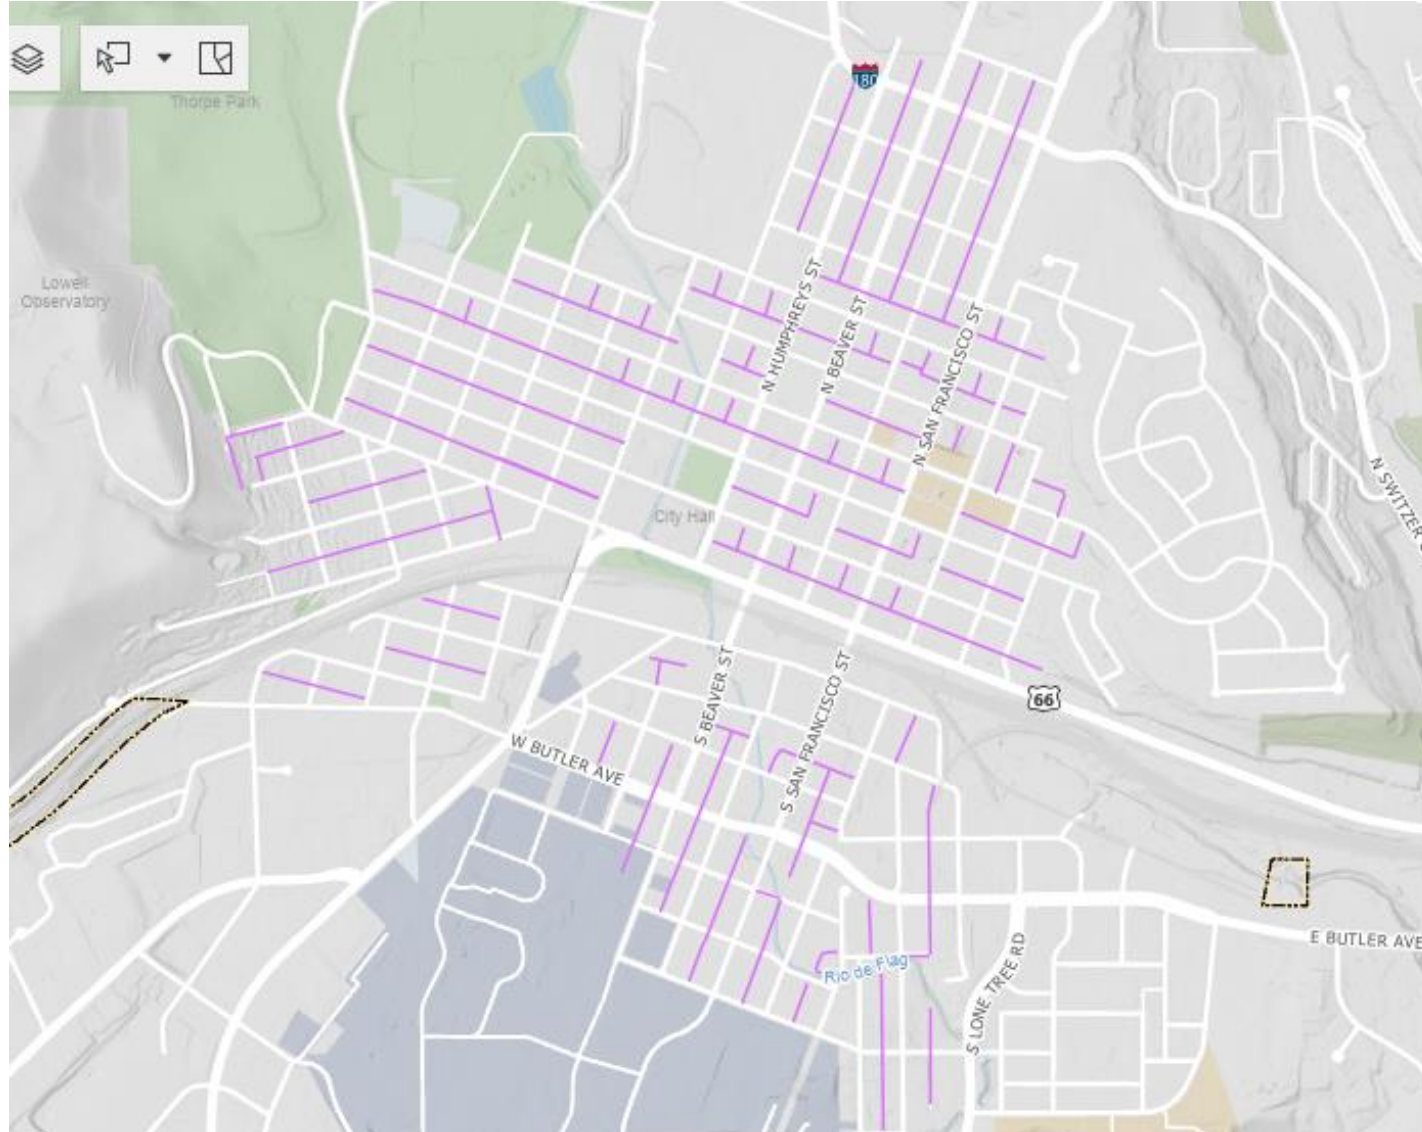 180
Thorpe Park
Lowell
Observatory
N HUMPHREYS ST
N BEAVER ST
N SAN FRANCISCO ST
N SWITZER
City Hall
66
S BEAVER ST
S SAN FRANCISCO ST
W BUTLER AVE
E BUTLER AVE
Rio de Flag
S LONE TREE RD